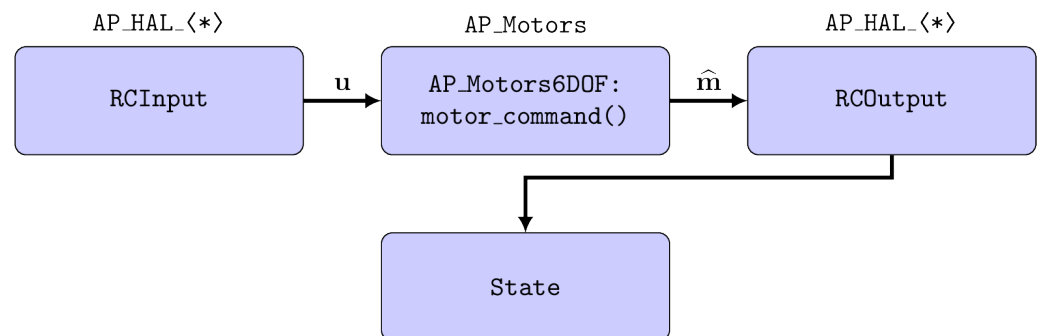 AP_HAL_⟨*⟩
AP_Motors
AP_HAL_⟨*⟩
RCInput
u
AP_Motors6DOF:
motor_command()
m̂
RCOutput
State